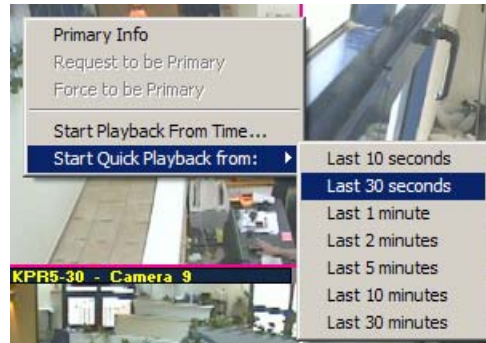 Primary Info
Request to be Primary
Force to be Primary
Start Playback From Time...
Start Quick Playback from:
Last 10 seconds
Last 30 seconds
Last 1 minute
Last 2 minutes
Last 5 minutes
Last 10 minutes
Last 30 minutes
KPR5-30 - Camera 9